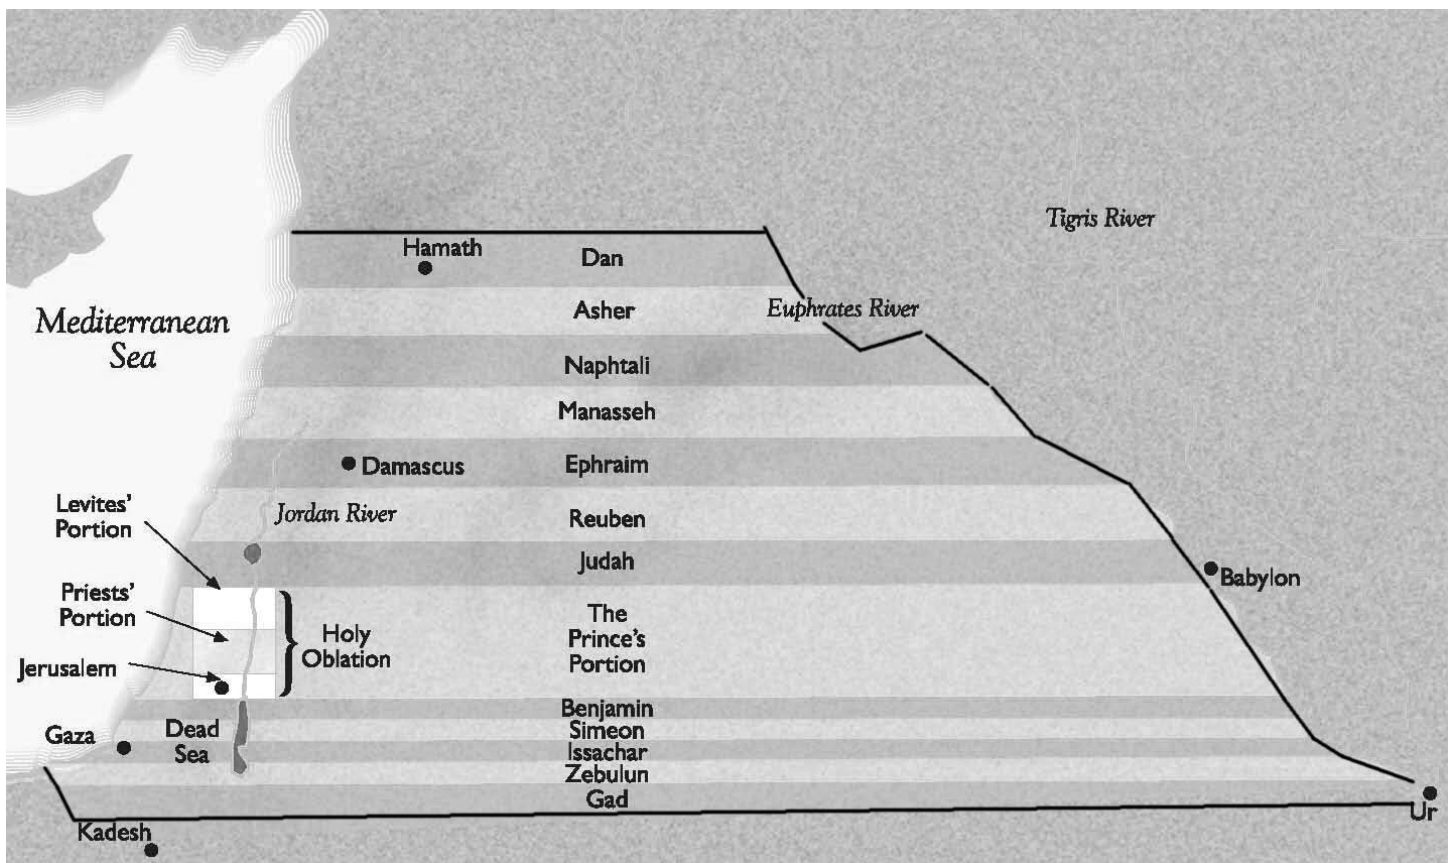 Tigris River
Hamath
Dan
Asher
Euphrates River
Mediterranean
Sea
Naphtali
Manasseh
Damascus
Ephraim
Levites'
Portion
Jordan River
Reuben
Judah
Babylon
Priests'
Portion
Holy
Oblation
The
Prince's
Portion
Jerusalem
Benjamin
Gaza
Dead
Sea
Simeon
Issachar
Zebulun
Gad
Ur
Kadesh